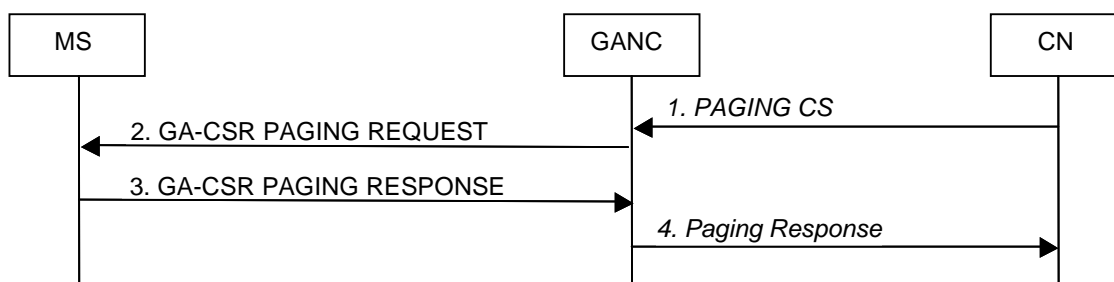 MS
GANC
CN
1. PAGING CS
2. GA-CSR PAGING REQUEST
3. GA-CSR PAGING RESPONSE
4. Paging Response